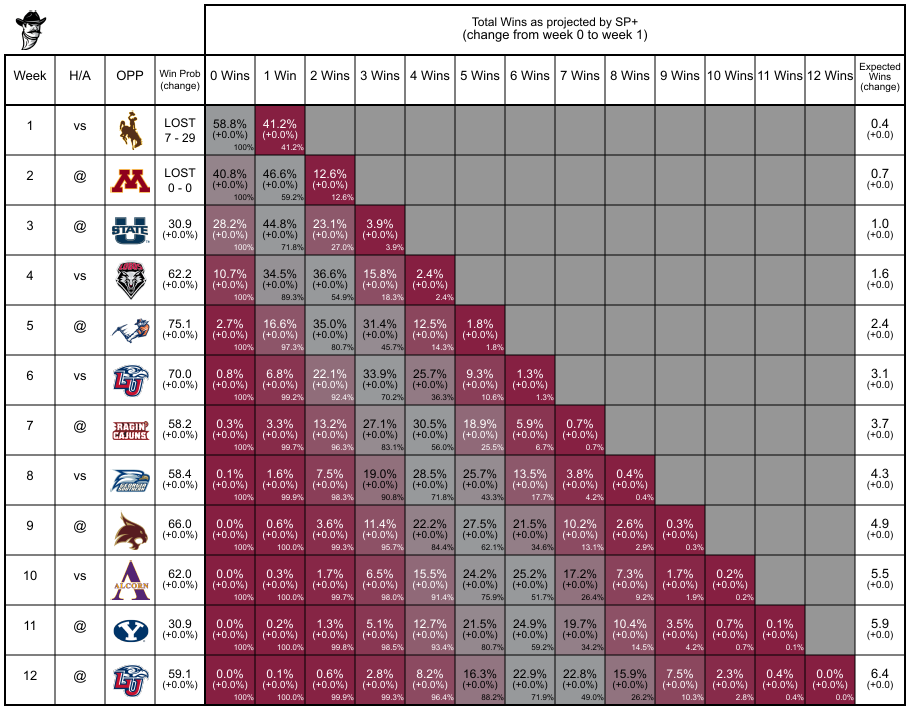 Total Wins as projected by SP+
(change from week 0 to week 1)
Week H/A OPP Win Prob (change) 0 Wins 1 Win 2 Wins 3 Wins 4 Wins 5 Wins 6 Wins 7 Wins 8 Wins 9 Wins 10 Wins 11 Wins 12 Wins Expected Wins (change)
1 vs LOST 58.8% 41.2% 0.4
7 - 29 (+0.0%) (+0.0%) (+0.0)
100% 41.2%
2 @ M LOST 40.8% 46.6% 12.6% 0.7
0 - 0 (+0.0%) (+0.0%) (+0.0%) (+0.0)
100% 59.2% 12.6%
3 @ U STATE 30.9 28.2% 44.8% 23.1% 3.9% 1.0
(+0.0%) (+0.0%) (+0.0%) (+0.0%) (+0.0%) (+0.0)
100% 71.8% 27.0% 3.9%
4 vs LOBOS 62.2 10.7% 34.5% 36.6% 15.8% 2.4% 1.6
(+0.0%) (+0.0%) (+0.0%) (+0.0%) (+0.0%) (+0.0%) (+0.0)
100% 89.3% 54.9% 18.3% 2.4%
5 @ 75.1 2.7% 16.6% 35.0% 31.4% 12.5% 1.8% 2.4
(+0.0%) (+0.0%) (+0.0%) (+0.0%) (+0.0%) (+0.0%) (+0.0%) (+0.0)
100% 97.3% 80.7% 45.7% 14.3% 1.8%
6 vs LU 70.0 0.8% 6.8% 22.1% 33.9% 25.7% 9.3% 1.3% 3.1
(+0.0%) (+0.0%) (+0.0%) (+0.0%) (+0.0%) (+0.0%) (+0.0%) (+0.0%) (+0.0)
100% 99.2% 92.4% 70.2% 36.3% 10.6% 1.3%
7 @ RAGIN' CAJUNS 58.2 0.3% 3.3% 13.2% 27.1% 30.5% 18.9% 5.9% 0.7% 3.7
(+0.0%) (+0.0%) (+0.0%) (+0.0%) (+0.0%) (+0.0%) (+0.0%) (+0.0%) (+0.0%) (+0.0)
100% 99.7% 96.3% 83.1% 56.0% 25.5% 6.7% 0.7%
8 vs GEORGIA SOUTHERN 58.4 0.1% 1.6% 7.5% 19.0% 28.5% 25.7% 13.5% 3.8% 0.4% 4.3
(+0.0%) (+0.0%) (+0.0%) (+0.0%) (+0.0%) (+0.0%) (+0.0%) (+0.0%) (+0.0%) (+0.0%) (+0.0)
100% 99.9% 98.3% 90.8% 71.8% 43.3% 17.7% 4.2% 0.4%
9 @ 66.0 0.0% 0.6% 3.6% 11.4% 22.2% 27.5% 21.5% 10.2% 2.6% 0.3% 4.9
(+0.0%) (+0.0%) (+0.0%) (+0.0%) (+0.0%) (+0.0%) (+0.0%) (+0.0%) (+0.0%) (+0.0%) (+0.0%) (+0.0)
100% 100.0% 99.3% 95.7% 84.4% 62.1% 34.6% 13.1% 2.9% 0.3%
10 vs A ALCORN 62.0 0.0% 0.3% 1.7% 6.5% 15.5% 24.2% 25.2% 17.2% 7.3% 1.7% 0.2% 5.5
(+0.0%) (+0.0%) (+0.0%) (+0.0%) (+0.0%) (+0.0%) (+0.0%) (+0.0%) (+0.0%) (+0.0%) (+0.0%) (+0.0%) (+0.0)
100% 100.0% 99.7% 98.0% 91.4% 75.9% 51.7% 26.4% 9.2% 1.9% 0.2%
11 @ Y 30.9 0.0% 0.2% 1.3% 5.1% 12.7% 21.5% 24.9% 19.7% 10.4% 3.5% 0.7% 0.1% 5.9
(+0.0%) (+0.0%) (+0.0%) (+0.0%) (+0.0%) (+0.0%) (+0.0%) (+0.0%) (+0.0%) (+0.0%) (+0.0%) (+0.0%) (+0.0%) (+0.0)
100% 100.0% 99.8% 98.5% 93.4% 80.7% 59.2% 34.2% 14.5% 4.2% 0.7% 0.1%
12 @ LU 59.1 0.0% 0.1% 0.6% 2.8% 8.2% 16.3% 22.9% 22.8% 15.9% 7.5% 2.3% 0.4% 0.0% 6.4
(+0.0%) (+0.0%) (+0.0%) (+0.0%) (+0.0%) (+0.0%) (+0.0%) (+0.0%) (+0.0%) (+0.0%) (+0.0%) (+0.0%) (+0.0%) (+0.0%) (+0.0)
100% 100.0% 99.9% 99.3% 96.4% 88.2% 71.9% 49.0% 26.2% 10.3% 2.8% 0.4% 0.0%